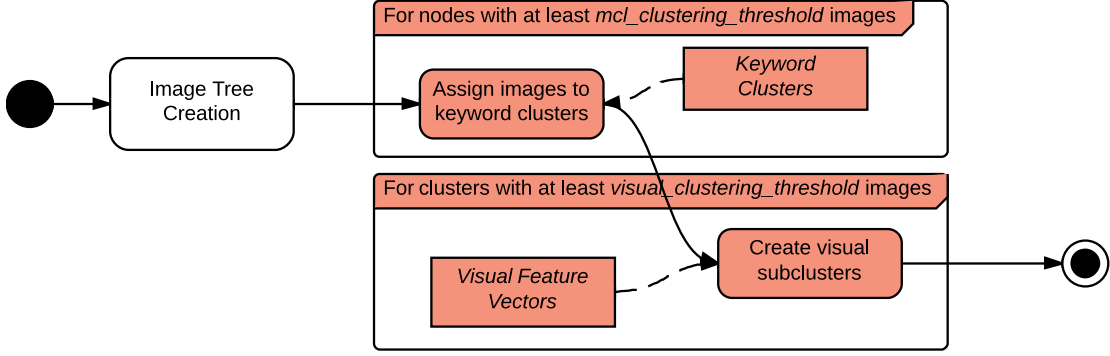 For nodes with at least mcl_clustering_threshold images
Image Tree
Creation
Assign images to
keyword clusters
Keyword
Clusters
For clusters with at least visual_clustering_threshold images
Create visual
subclusters
Visual Feature
Vectors